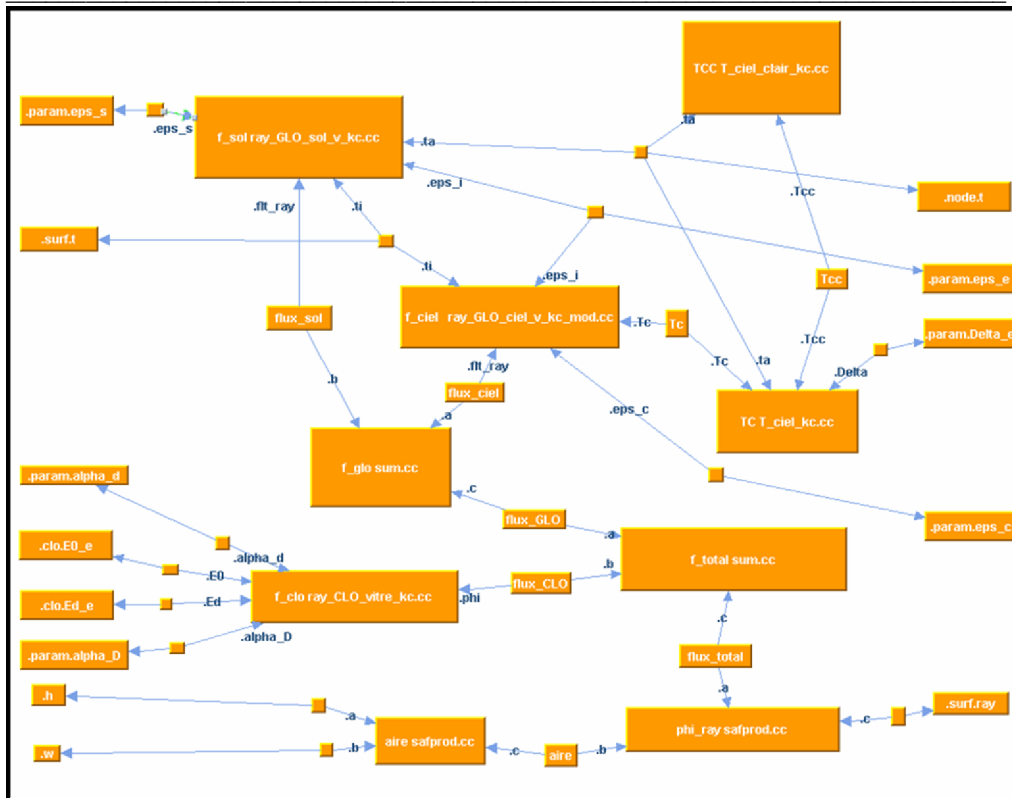 TCC T_ciel_clair_kc.cc
.param.eps_s
.eps_s
f_sol ray_GLO_sol_v_kc.cc
.ta
.ta
.eps_i
.Tcc
.node.t
.flt_ray
.ti
.surf.t
.ti
.eps_i
Tcc
.param.eps_e
flux_sol
f_ciel ray_GLO_ciel_v_kc_mod.cc
.Tc
Tc
.Tcc
.param.Delta_e
.flt_ray
.Tc
.ta
.Delta
.b
flux_ciel
.eps_c
.a
TC T_ciel_kc.cc
f_glo sum.cc
.param.alpha_d
.c
flux_GLO
.param.eps_c
.a
.clo.E0_e
.alpha_d
f_total sum.cc
.b
.E0
f_clo ray_CLO_vitre_kc.cc
flux_CLO
.phi
.clo.Ed_e
.Ed
.c
.alpha_D
.param.alpha_D
flux_total
.a
.h
.surf.ray
.a
phi_ray safprod.cc
.c
aire safprod.cc
.w
.b
.c
aire
.b